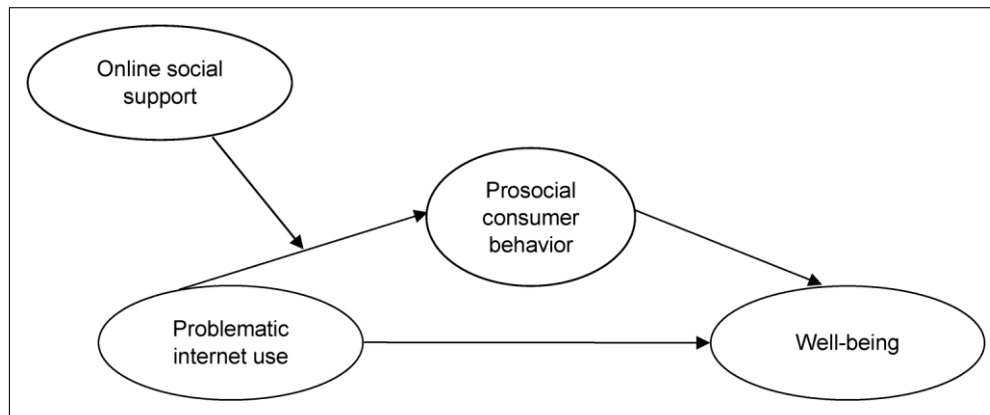 Online social
support
Prosocial
consumer
behavior
Problematic
internet use
Well-being